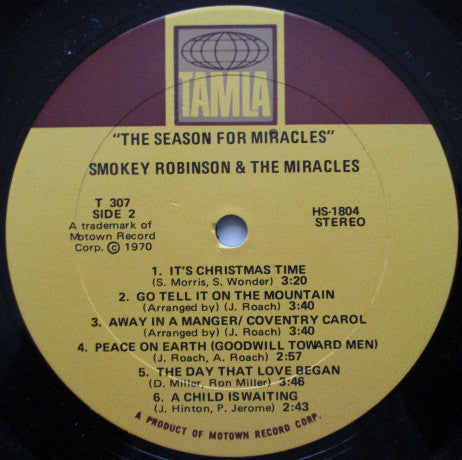 TAMLA
"THE SEASON FOR MIRACLES"
SMOKEY ROBINSON & THE MIRACLES
T 307
SIDE 2
A trademark of
Motown Record
Corp. © 1970
HS-1804
STEREO
1. IT'S CHRISTMAS TIME
(S. Morris, S. Wonder) 3:20
2. GO TELL IT ON THE MOUNTAIN
(Arranged by) (J. Roach) 3:40
3. AWAY IN A MANGER/ COVENTRY CAROL
(Arranged by) (J. Roach) 3:40
4. PEACE ON EARTH (GOODWILL TOWARD MEN)
(J. Roach, A. Roach) 2:57
5. THE DAY THAT LOVE BEGAN
(D. Miller, Ron Miller) 3:46
6. A CHILD IS WAITING
(J. Hinton, P. Jerome) 2:43
A PRODUCT OF MOTOWN RECORD CORP.